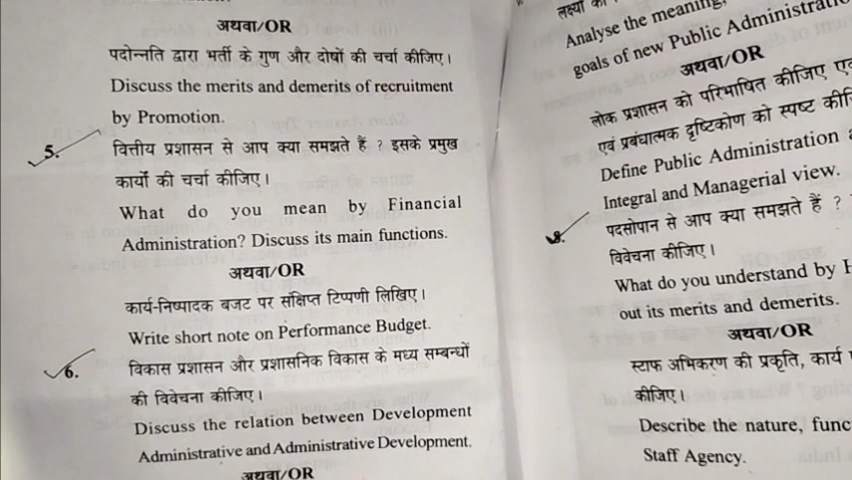 अथवा/OR
पदोन्नति द्वारा भर्ती के गुण और दोषों की चर्चा कीजिए।
Discuss the merits and demerits of recruitment
by Promotion.
5. वित्तीय प्रशासन से आप क्या समझते हैं ? इसके प्रमुख
कार्यों की चर्चा कीजिए।
What do you mean by Financial
Administration? Discuss its main functions.
अथवा/OR
कार्य-निष्पादक बजट पर संक्षिप्त टिप्पणी लिखिए।
Write short note on Performance Budget.
6. विकास प्रशासन और प्रशासनिक विकास के मध्य सम्बन्धों
की विवेचना कीजिए।
Discuss the relation between Development
Administrative and Administrative Development.
अथवा/OR
लक्ष्यों की
Analyse the meaning,
goals of new Public Administration
अथवा/OR
लोक प्रशासन को परिभाषित कीजिए
एवं प्रबंधात्मक दृष्टिकोण को स्पष्ट
Define Public Administration
Integral and Managerial view.
8. पदसोपान से आप क्या समझते हैं ?
विवेचना कीजिए।
What do you understand by
out its merits and demerits.
अथवा/OR
स्टाफ अभिकरण की प्रकृति, कार्य
कीजिए।
Describe the nature,
Staff Agency.